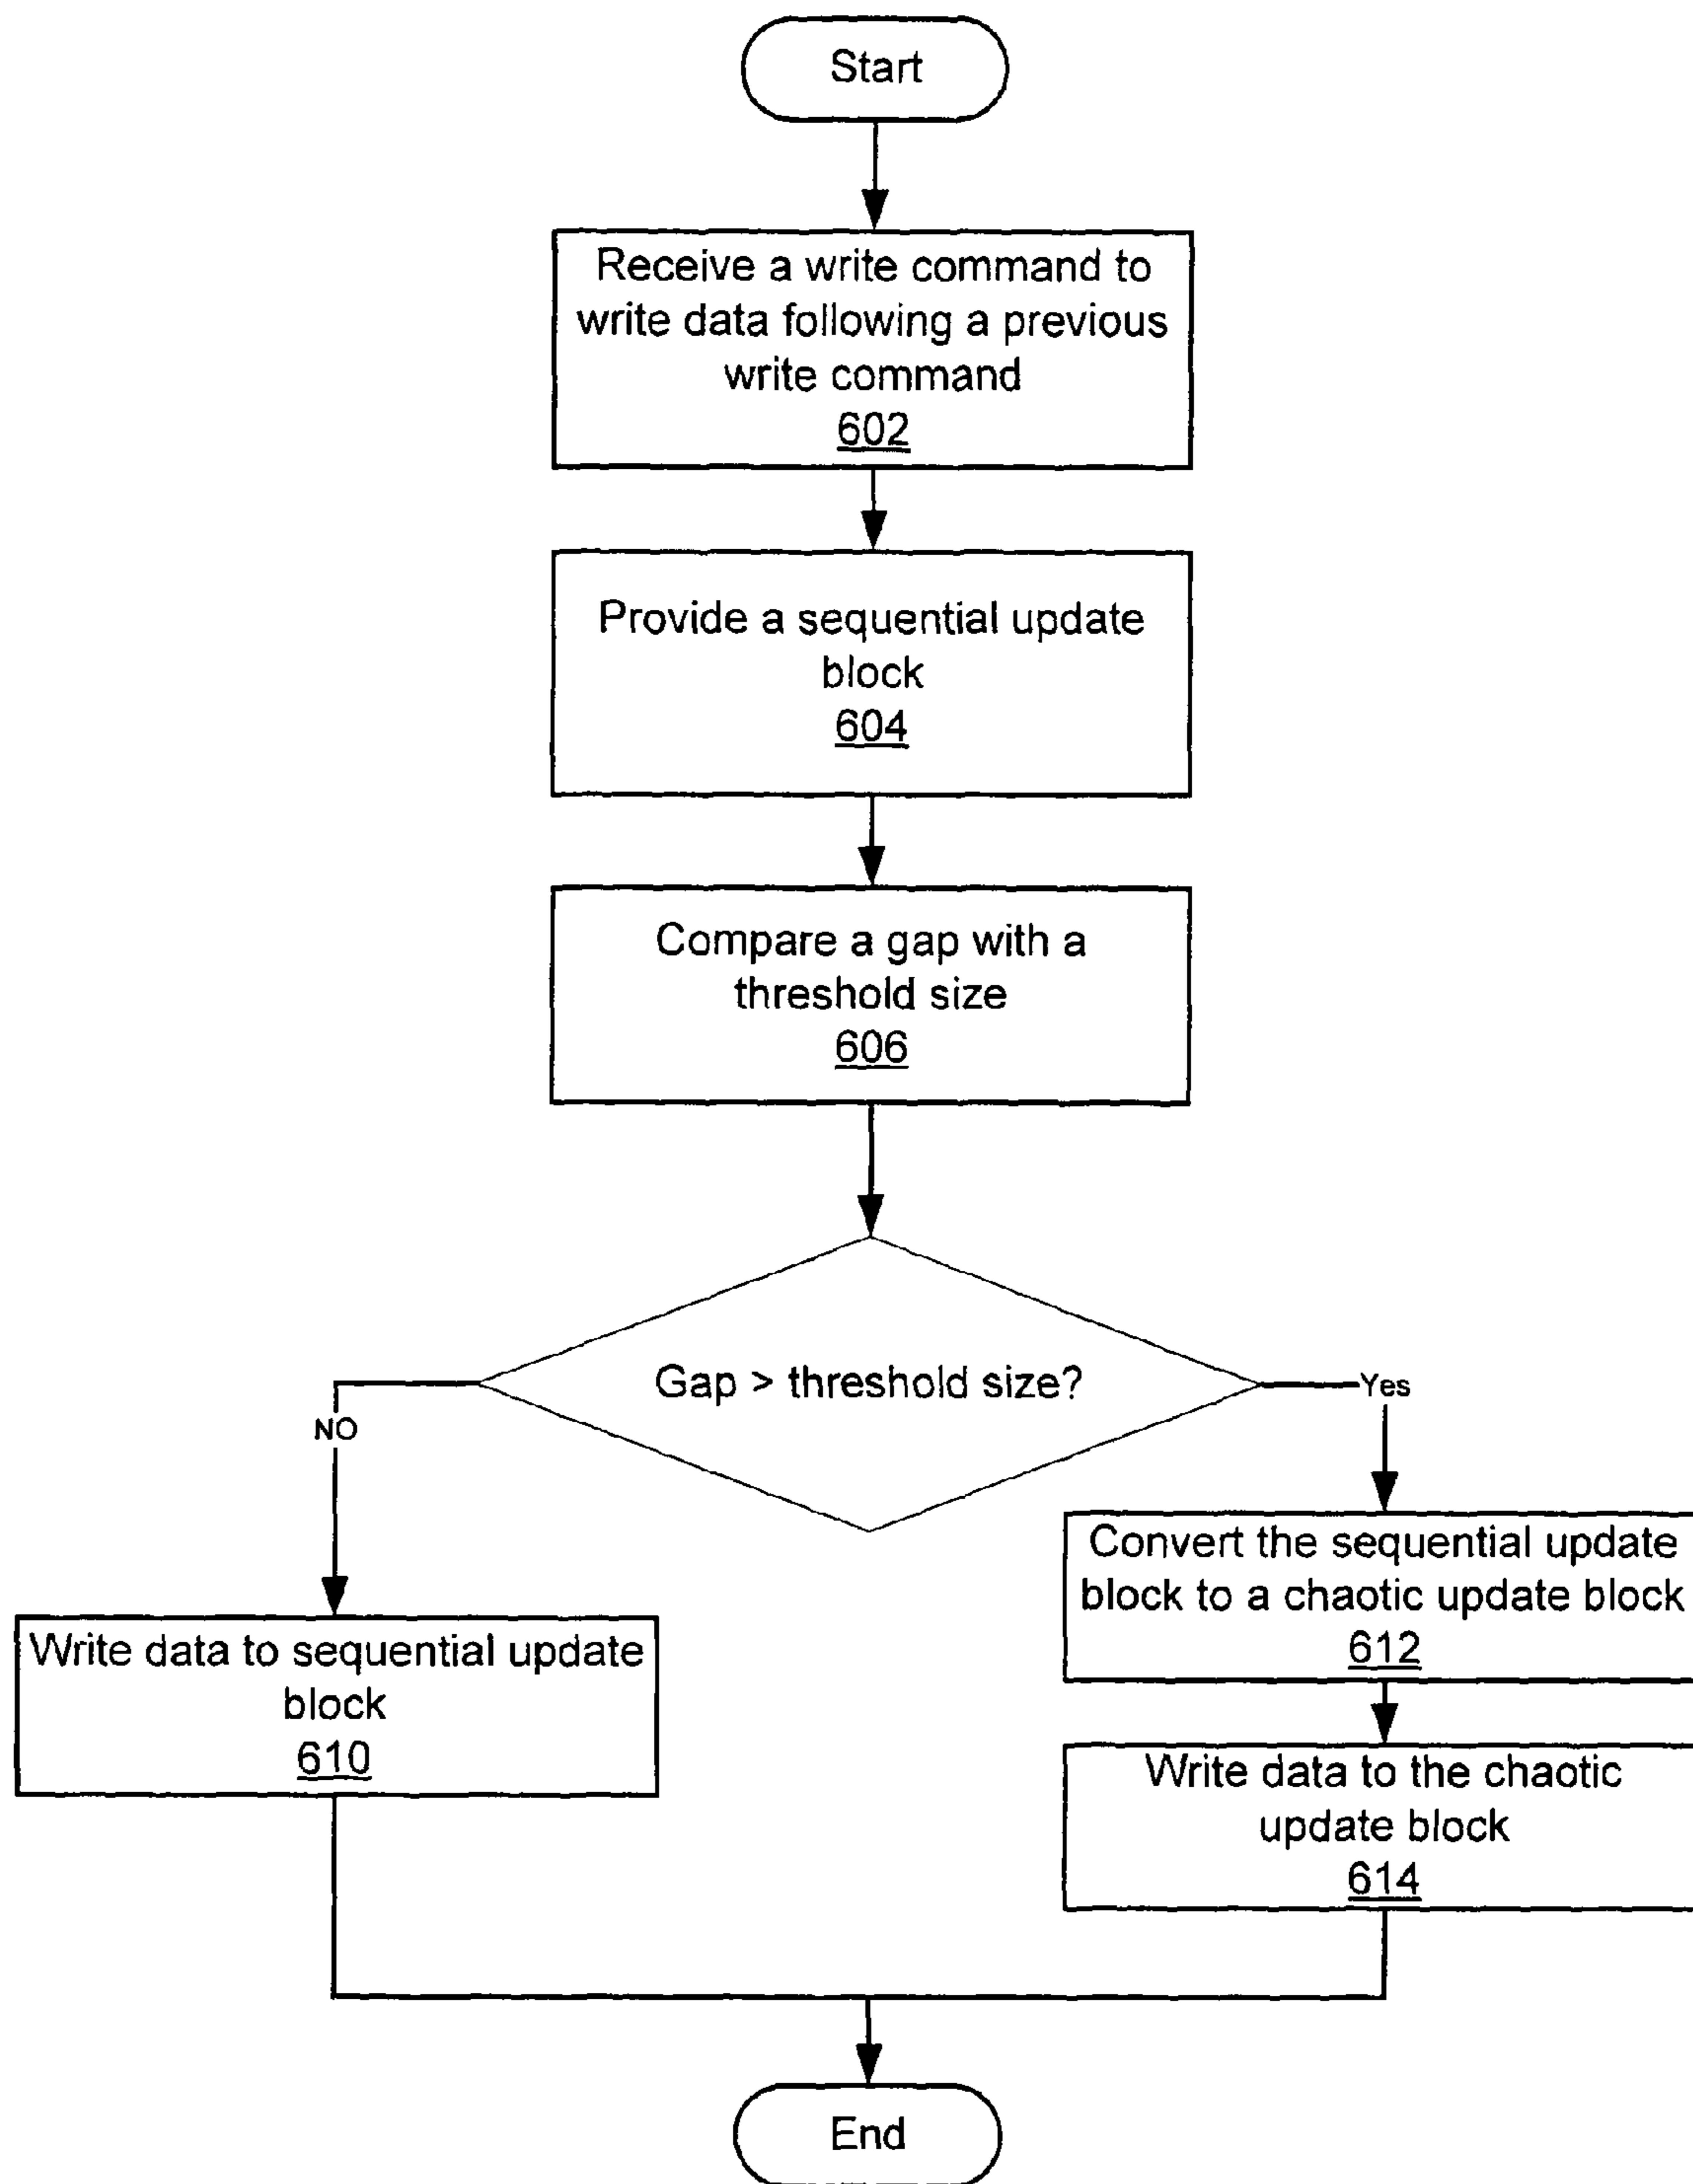 Start
Receive a write command to
write data following a previous
write command
602
Provide a sequential update
block
604
Compare a gap with a
threshold size
606
Gap > threshold size?
NO
Yes
Convert the sequential update
block to a chaotic update block
612
Write data to sequential update
block
610
Write data to the chaotic
update block
614
End